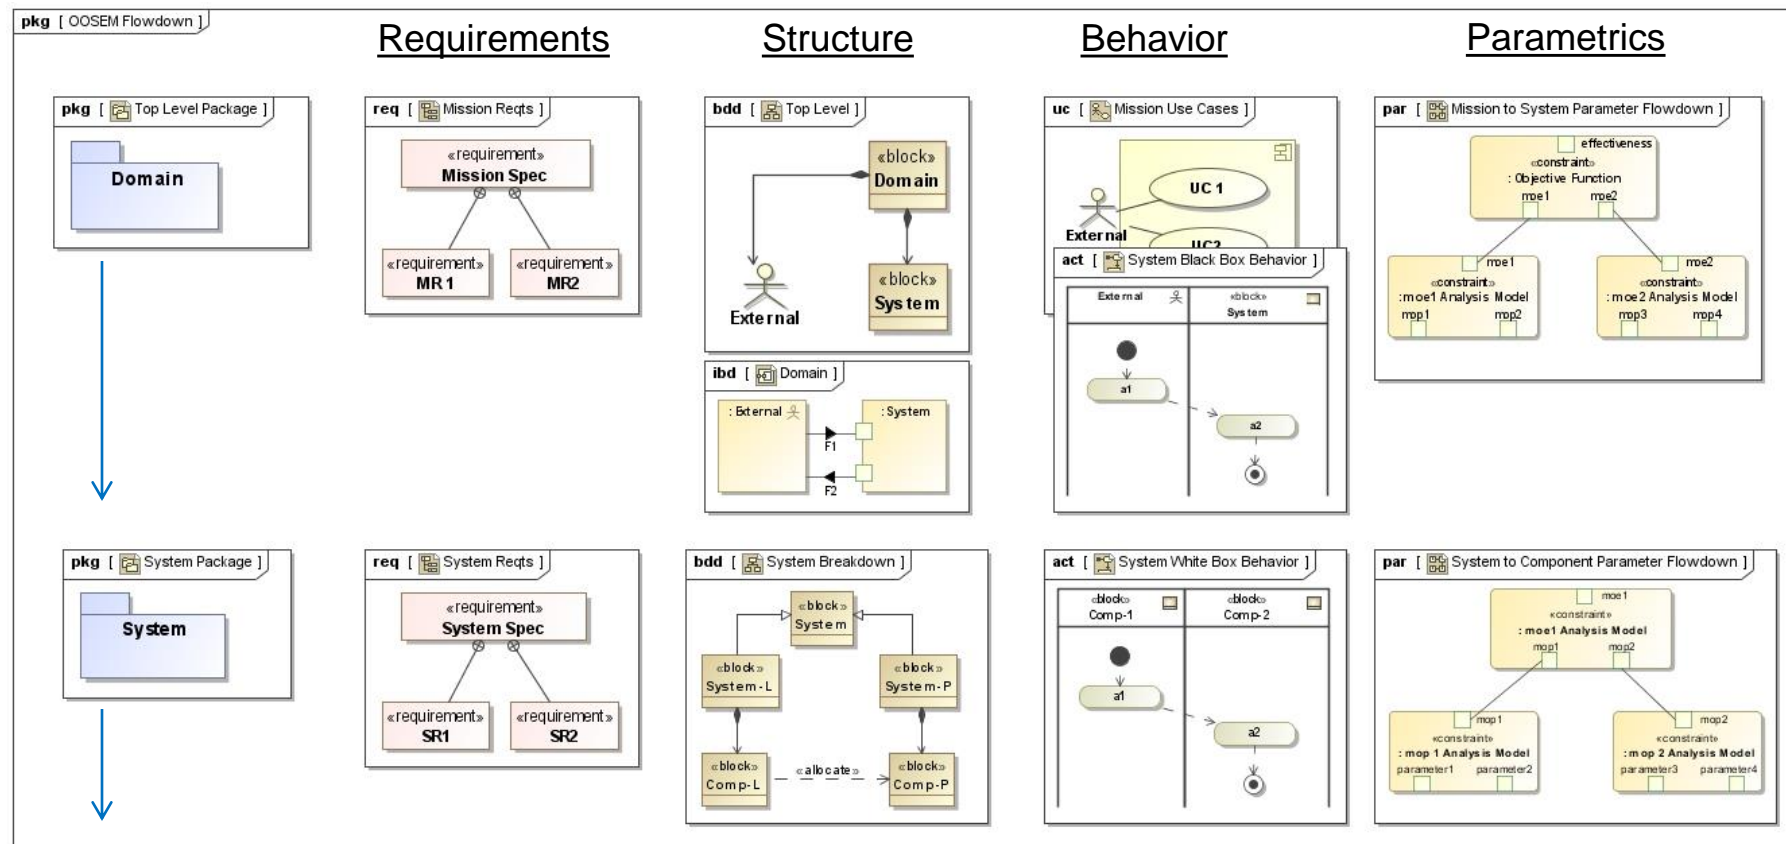 pkg [ OOSEM Flowdown ]
Requirements
Structure
Behavior
Parametrics
pkg [ Top Level Package ]
Domain
req [ Mission Reqts ]
«requirement»
Mission Spec
«requirement»
MR 1
«requirement»
MR2
bdd [ Top Level ]
«block»
Domain
«block»
System
External
ibd [ Domain ]
: External
: System
F1
F2
uc [ Mission Use Cases ]
UC 1
External
UC2
act [ System Black Box Behavior ]
External
«block»
System
a1
a2
par [ Mission to System Parameter Flowdown ]
effectiveness
«constraint»
: Objective Function
moe1
moe2
moe1
«constraint»
:moe1 Analysis Model
mop1
mop2
moe2
«constraint»
:moe2 Analysis Model
mop3
mop4
pkg [ System Package ]
System
req [ System Reqts ]
«requirement»
System Spec
«requirement»
SR1
«requirement»
SR2
bdd [ System Breakdown ]
«block»
System
«block»
System-L
«block»
System-P
«block»
Comp-L
«allocate»
«block»
Comp-P
act [ System White Box Behavior ]
«block»
Comp-1
«block»
Comp-2
a1
a2
par [ System to Component Parameter Flowdown ]
moe1
«constraint»
: moe1 Analysis Model
mop1
mop2
mop1
«constraint»
: mop 1 Analysis Model
parameter1
parameter2
mop2
«constraint»
: mop 2 Analysis Model
parameter3
parameter4